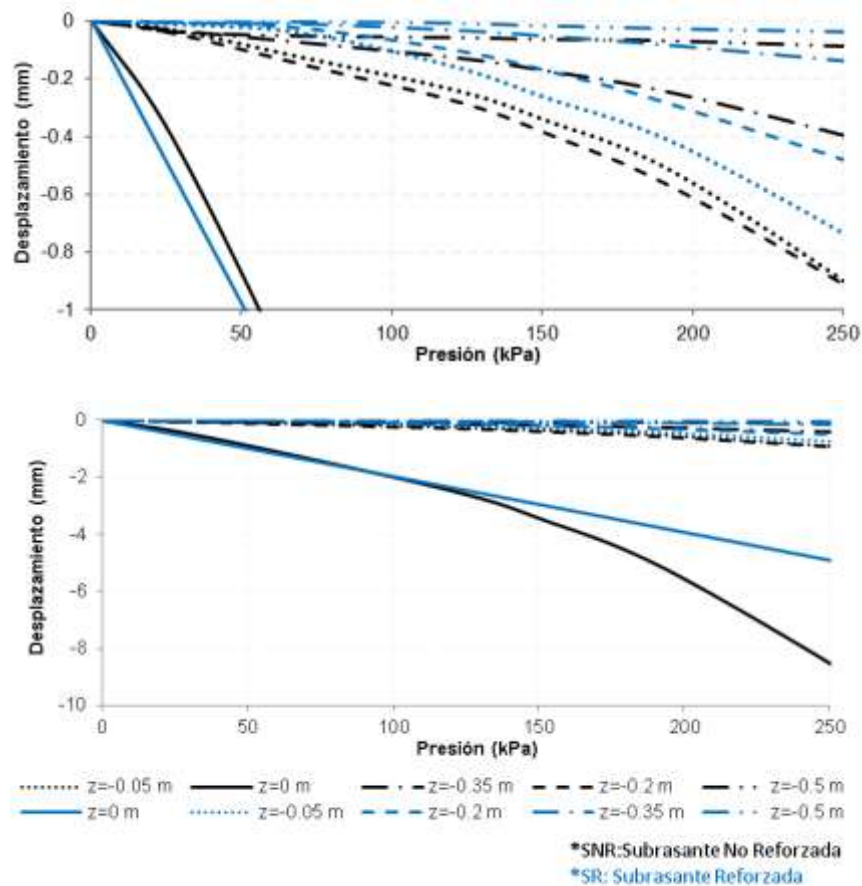 0
-0.2
-0.4
-0.6
-0.8
-1
Desplazamiento (mm)
0 50 100 150 200 250
Presión (kPa)
0
-2
-4
-6
-8
-10
Desplazamiento (mm)
0 50 100 150 200 250
Presión (kPa)
z=-0.05 m z=0 m z=-0.35 m z=-0.2 m z=-0.5 m
z=0 m z=-0.05 m z=-0.2 m z=-0.35 m z=-0.5 m
*SNR:Subrasante No Reforzada
*SR: Subrasante Reforzada